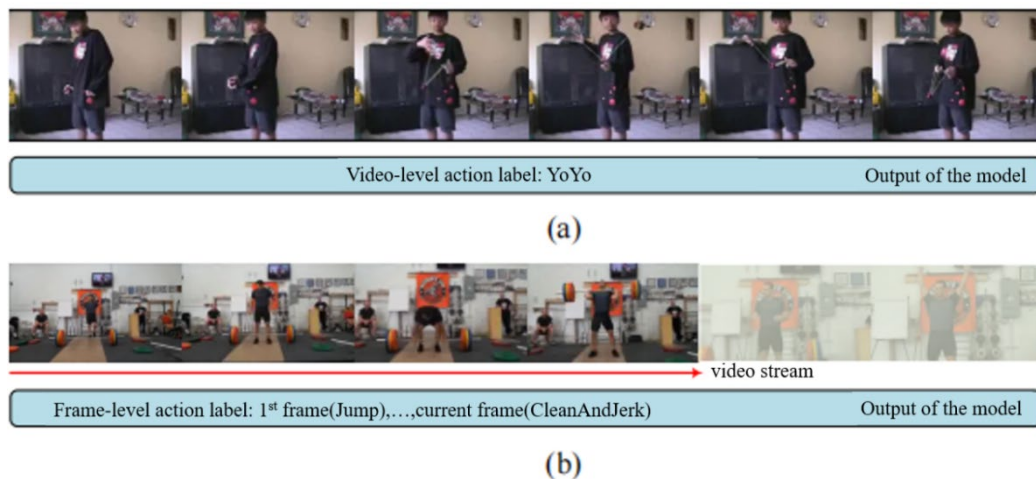 Video-level action label: YoYo Output of the model
(a)
video stream
Frame-level action label: 1st frame(Jump),…,current frame(CleanAndJerk) Output of the model
(b)